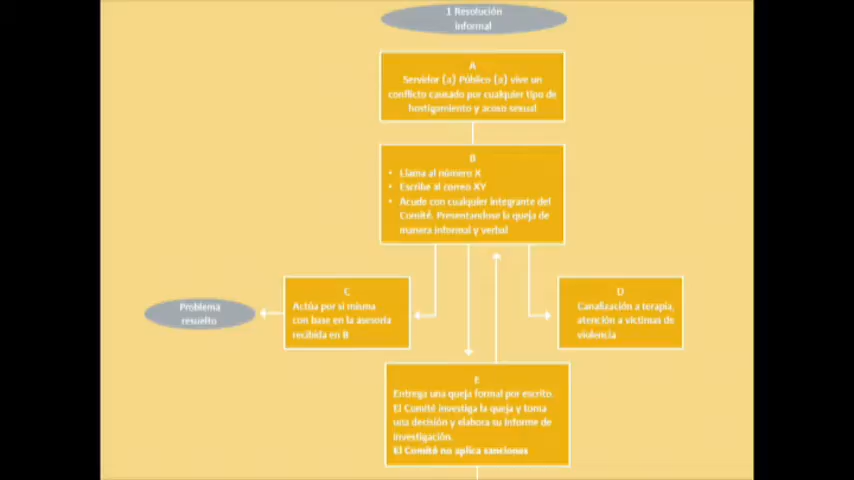 1 Resolución
informal
A
Servidor (a) Público (a) vive un
conflicto causado por cualquier tipo de
hostigamiento y acoso sexual
B
• Llama al número X
• Escribe al correo XY
• Acude con cualquier integrante del
Comité. Presentandose la queja de
manera informal y verbal
C
Actúa por si misma
con base en la asesoría
recibida en B
Problema
resuelto
D
Canalización a terapia,
atención a victimas de
violencia
E
Entrega una queja formal por escrito.
El Comité investiga la queja y toma
una decisión y elabora su informe de
investigación.
El Comité no aplica sanciones